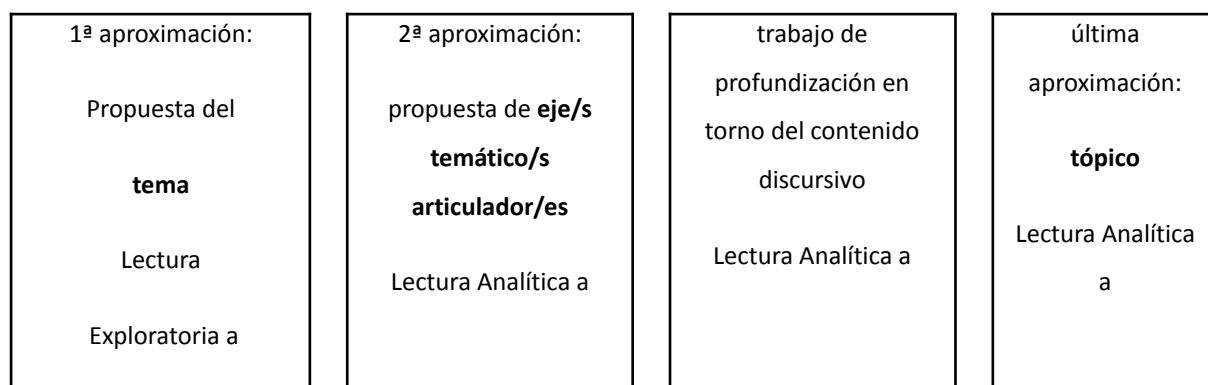 1ª aproximación:
Propuesta del
tema
Lectura
Exploratoria a
2ª aproximación:
propuesta de eje/s
temático/s
articulador/es
Lectura Analítica a
trabajo de
profundización en
torno del contenido
discursivo
Lectura Analítica a
última
aproximación:
tópico
Lectura Analítica
a